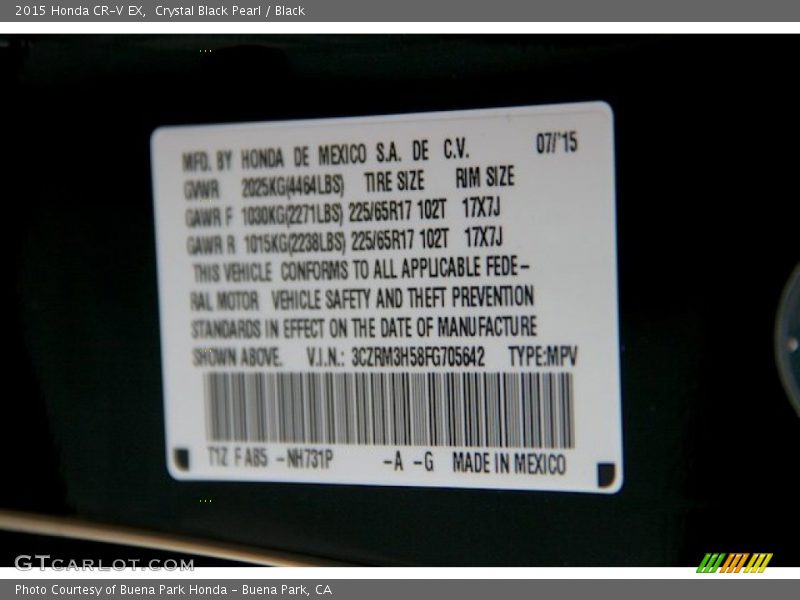 2015 Honda CR-V EX,  Crystal Black Pearl / Black
MFD. BY HONDA DE MEXICO S.A. DE C.V. 07/'15
GVWR 2025KG(4464LBS) TIRE SIZE RIM SIZE
GAWR F 1030KG(2271LBS) 225/65R17 102T 17X7J
GAWR R 1015KG(2238LBS) 225/65R17 102T 17X7J
THIS VEHICLE CONFORMS TO ALL APPLICABLE FEDE-
RAL MOTOR VEHICLE SAFETY AND THEFT PREVENTION
STANDARDS IN EFFECT ON THE DATE OF MANUFACTURE
SHOWN ABOVE. V.I.N.: 3CZRM3H58FG705642 TYPE:MPV
T1Z F AB5 -NH731P -A -G MADE IN MEXICO
GTCARLOT.COM
Photo Courtesy of Buena Park Honda - Buena Park, CA